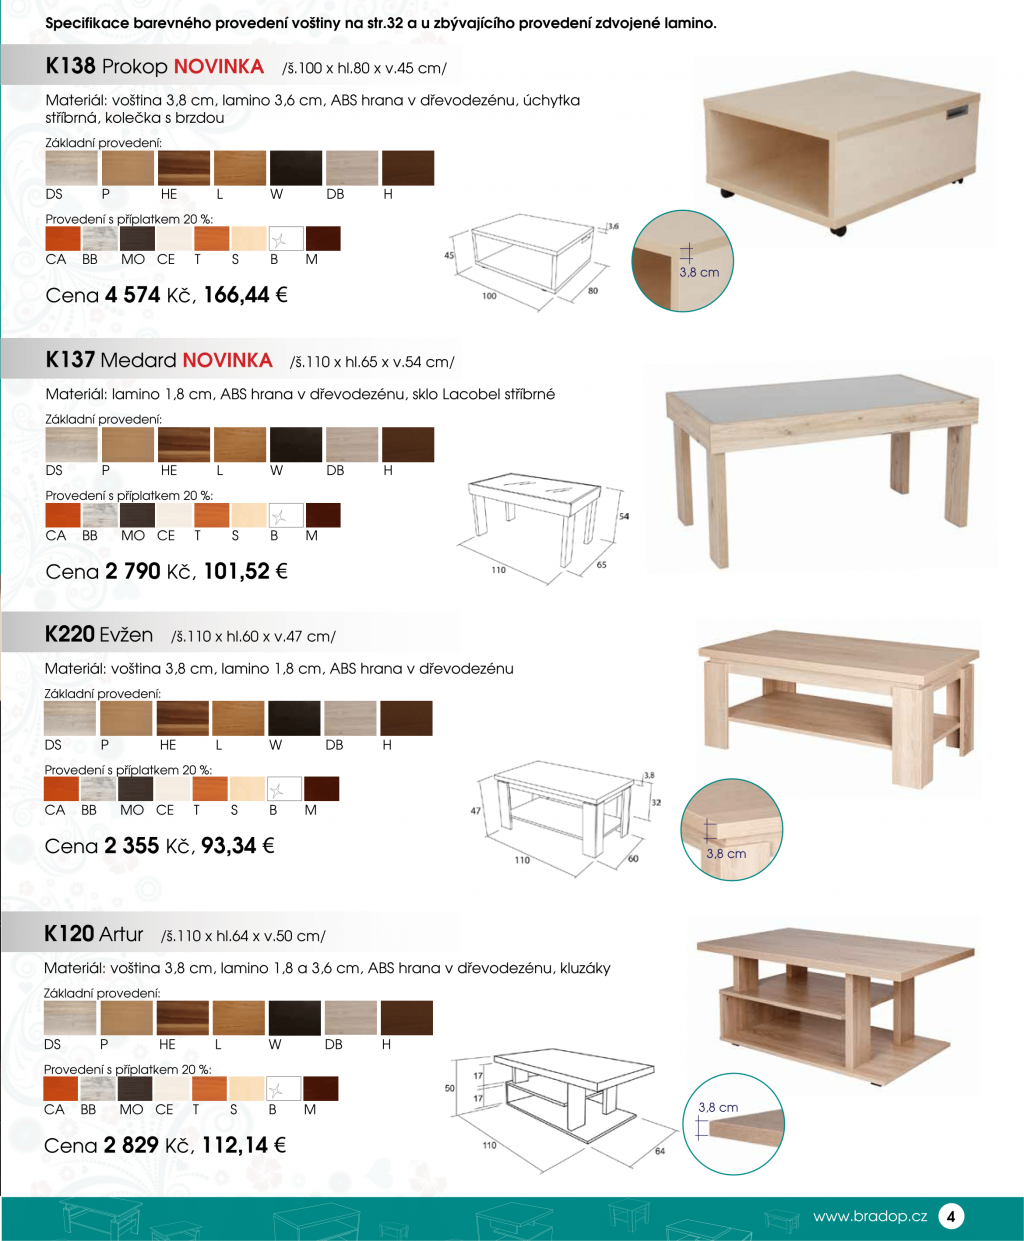 Specifikace barevného provedení voštiny na str.32 a u zbývajícího provedení zdvojené lamino.
K138 Prokop NOVINKA /š.100 x hl.80 x v.45 cm/
Materiál: voština 3,8 cm, lamino 3,6 cm, ABS hrana v dřevodezénu, úchytka
stříbrná, kolečka s brzdou
Základní provedení:
DS P HE L W DB H
Provedení s příplatkem 20 %:
CA BB MO CE T S B M
Cena 4 574 Kč, 166,44 €
3,6
45
100
80
3,8 cm
K137 Medard NOVINKA /š.110 x hl.65 x v.54 cm/
Materiál: lamino 1,8 cm, ABS hrana v dřevodezénu, sklo Lacobel stříbrné
Základní provedení:
DS P HE L W DB H
Provedení s příplatkem 20 %:
CA BB MO CE T S B M
Cena 2 790 Kč, 101,52 €
54
110
65
K220 Evžen /š.110 x hl.60 x v.47 cm/
Materiál: voština 3,8 cm, lamino 1,8 cm, ABS hrana v dřevodezénu
Základní provedení:
DS P HE L W DB H
Provedení s příplatkem 20 %:
CA BB MO CE T S B M
Cena 2 355 Kč, 93,34 €
3,8
47
32
110
60
3,8 cm
K120 Artur /š.110 x hl.64 x v.50 cm/
Materiál: voština 3,8 cm, lamino 1,8 a 3,6 cm, ABS hrana v dřevodezénu, kluzáky
Základní provedení:
DS P HE L W DB H
Provedení s příplatkem 20 %:
CA BB MO CE T S B M
Cena 2 829 Kč, 112,14 €
50
17
17
110
64
3,8 cm
www.bradop.cz 4